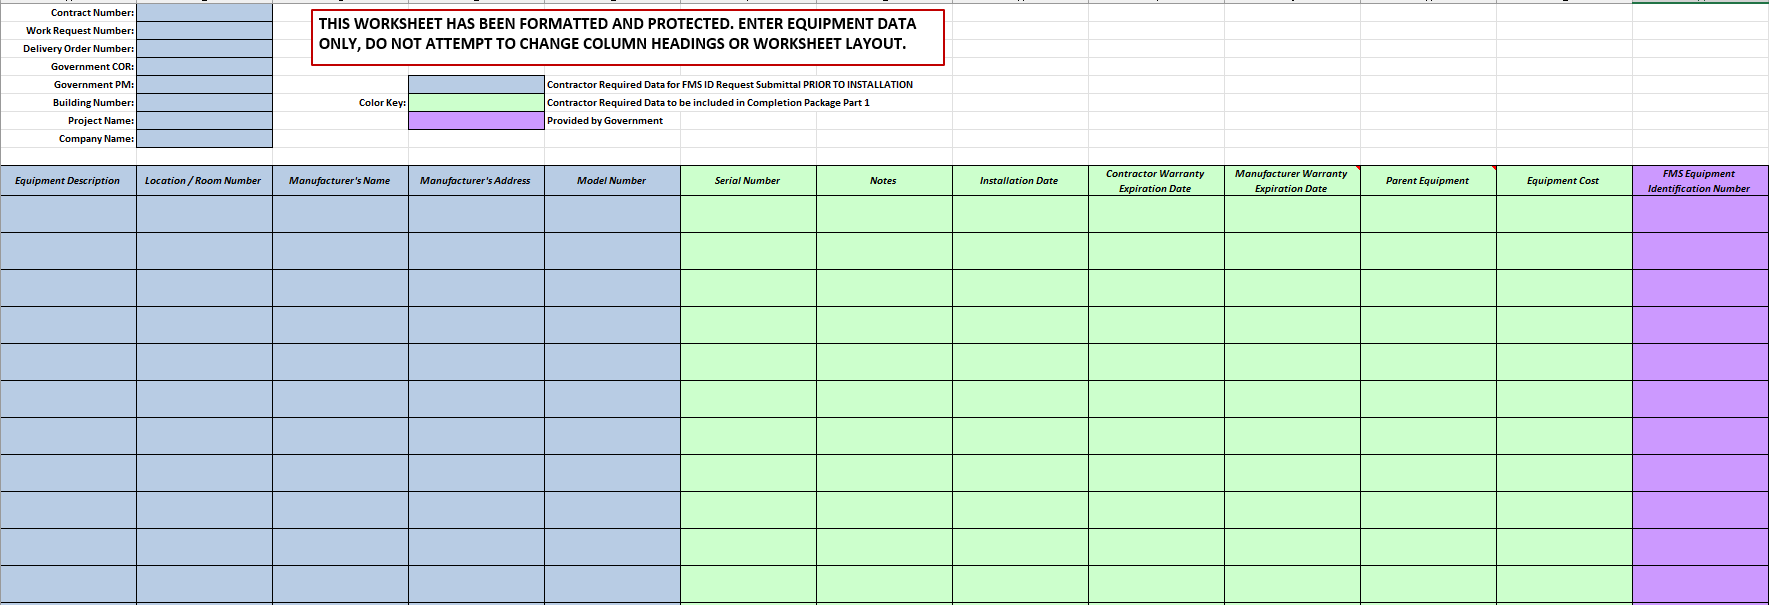 Contract Number:
Work Request Number:
Delivery Order Number:
Government COR:
Government PM:
Building Number:
Project Name:
Company Name:
THIS WORKSHEET HAS BEEN FORMATTED AND PROTECTED. ENTER EQUIPMENT DATA
ONLY, DO NOT ATTEMPT TO CHANGE COLUMN HEADINGS OR WORKSHEET LAYOUT.
Contractor Required Data for FMS ID Request Submittal PRIOR TO INSTALLATION
Color Key:
Contractor Required Data to be included in Completion Package Part 1
Provided by Government
Equipment Description
Location / Room Number
Manufacturer's Name
Manufacturer's Address
Model Number
Serial Number
Notes
Installation Date
Contractor Warranty
Expiration Date
Manufacturer Warranty
Expiration Date
Parent Equipment
Equipment Cost
FMS Equipment
Identification Number